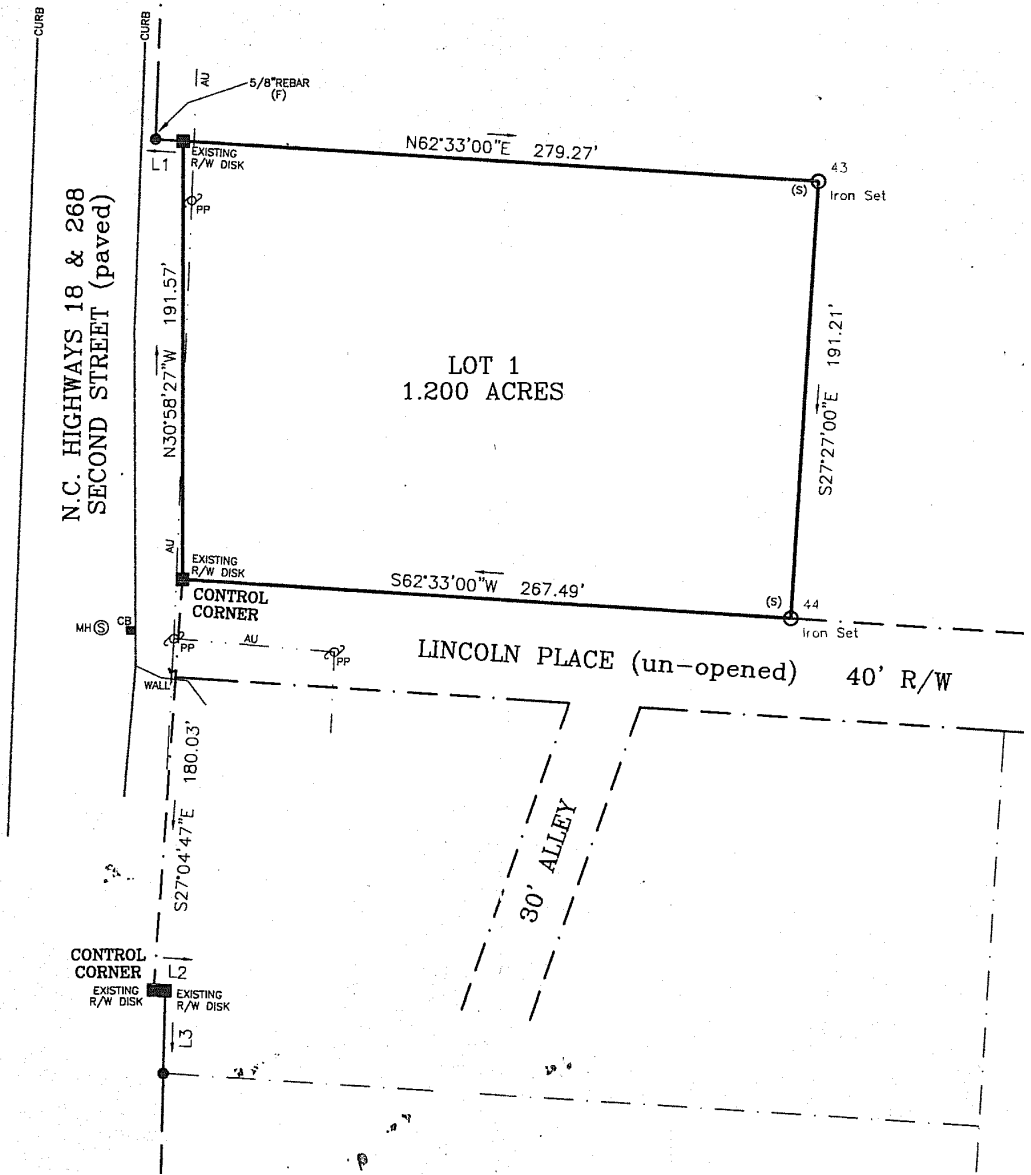 CURB
CURB
AU
5/8"REBAR
(F)
N62°33'00"E 279.27'
L1
EXISTING
R/W DISK
43
(S)
Iron Set
PP
N.C. HIGHWAYS 18 & 268
SECOND STREET (paved)
N30°58'27"W 191.57'
LOT 1
1.200 ACRES
S27°27'00"E 191.21'
AU
EXISTING
R/W DISK
CONTROL
CORNER
S62°33'00"W 267.49'
(S)
44
Iron Set
MH
S
CB
PP
AU
PP
LINCOLN PLACE (un-opened) 40' R/W
WALL
S27°04'47"E 180.03'
30' ALLEY
CONTROL
CORNER
L2
EXISTING
R/W DISK
EXISTING
R/W DISK
L3